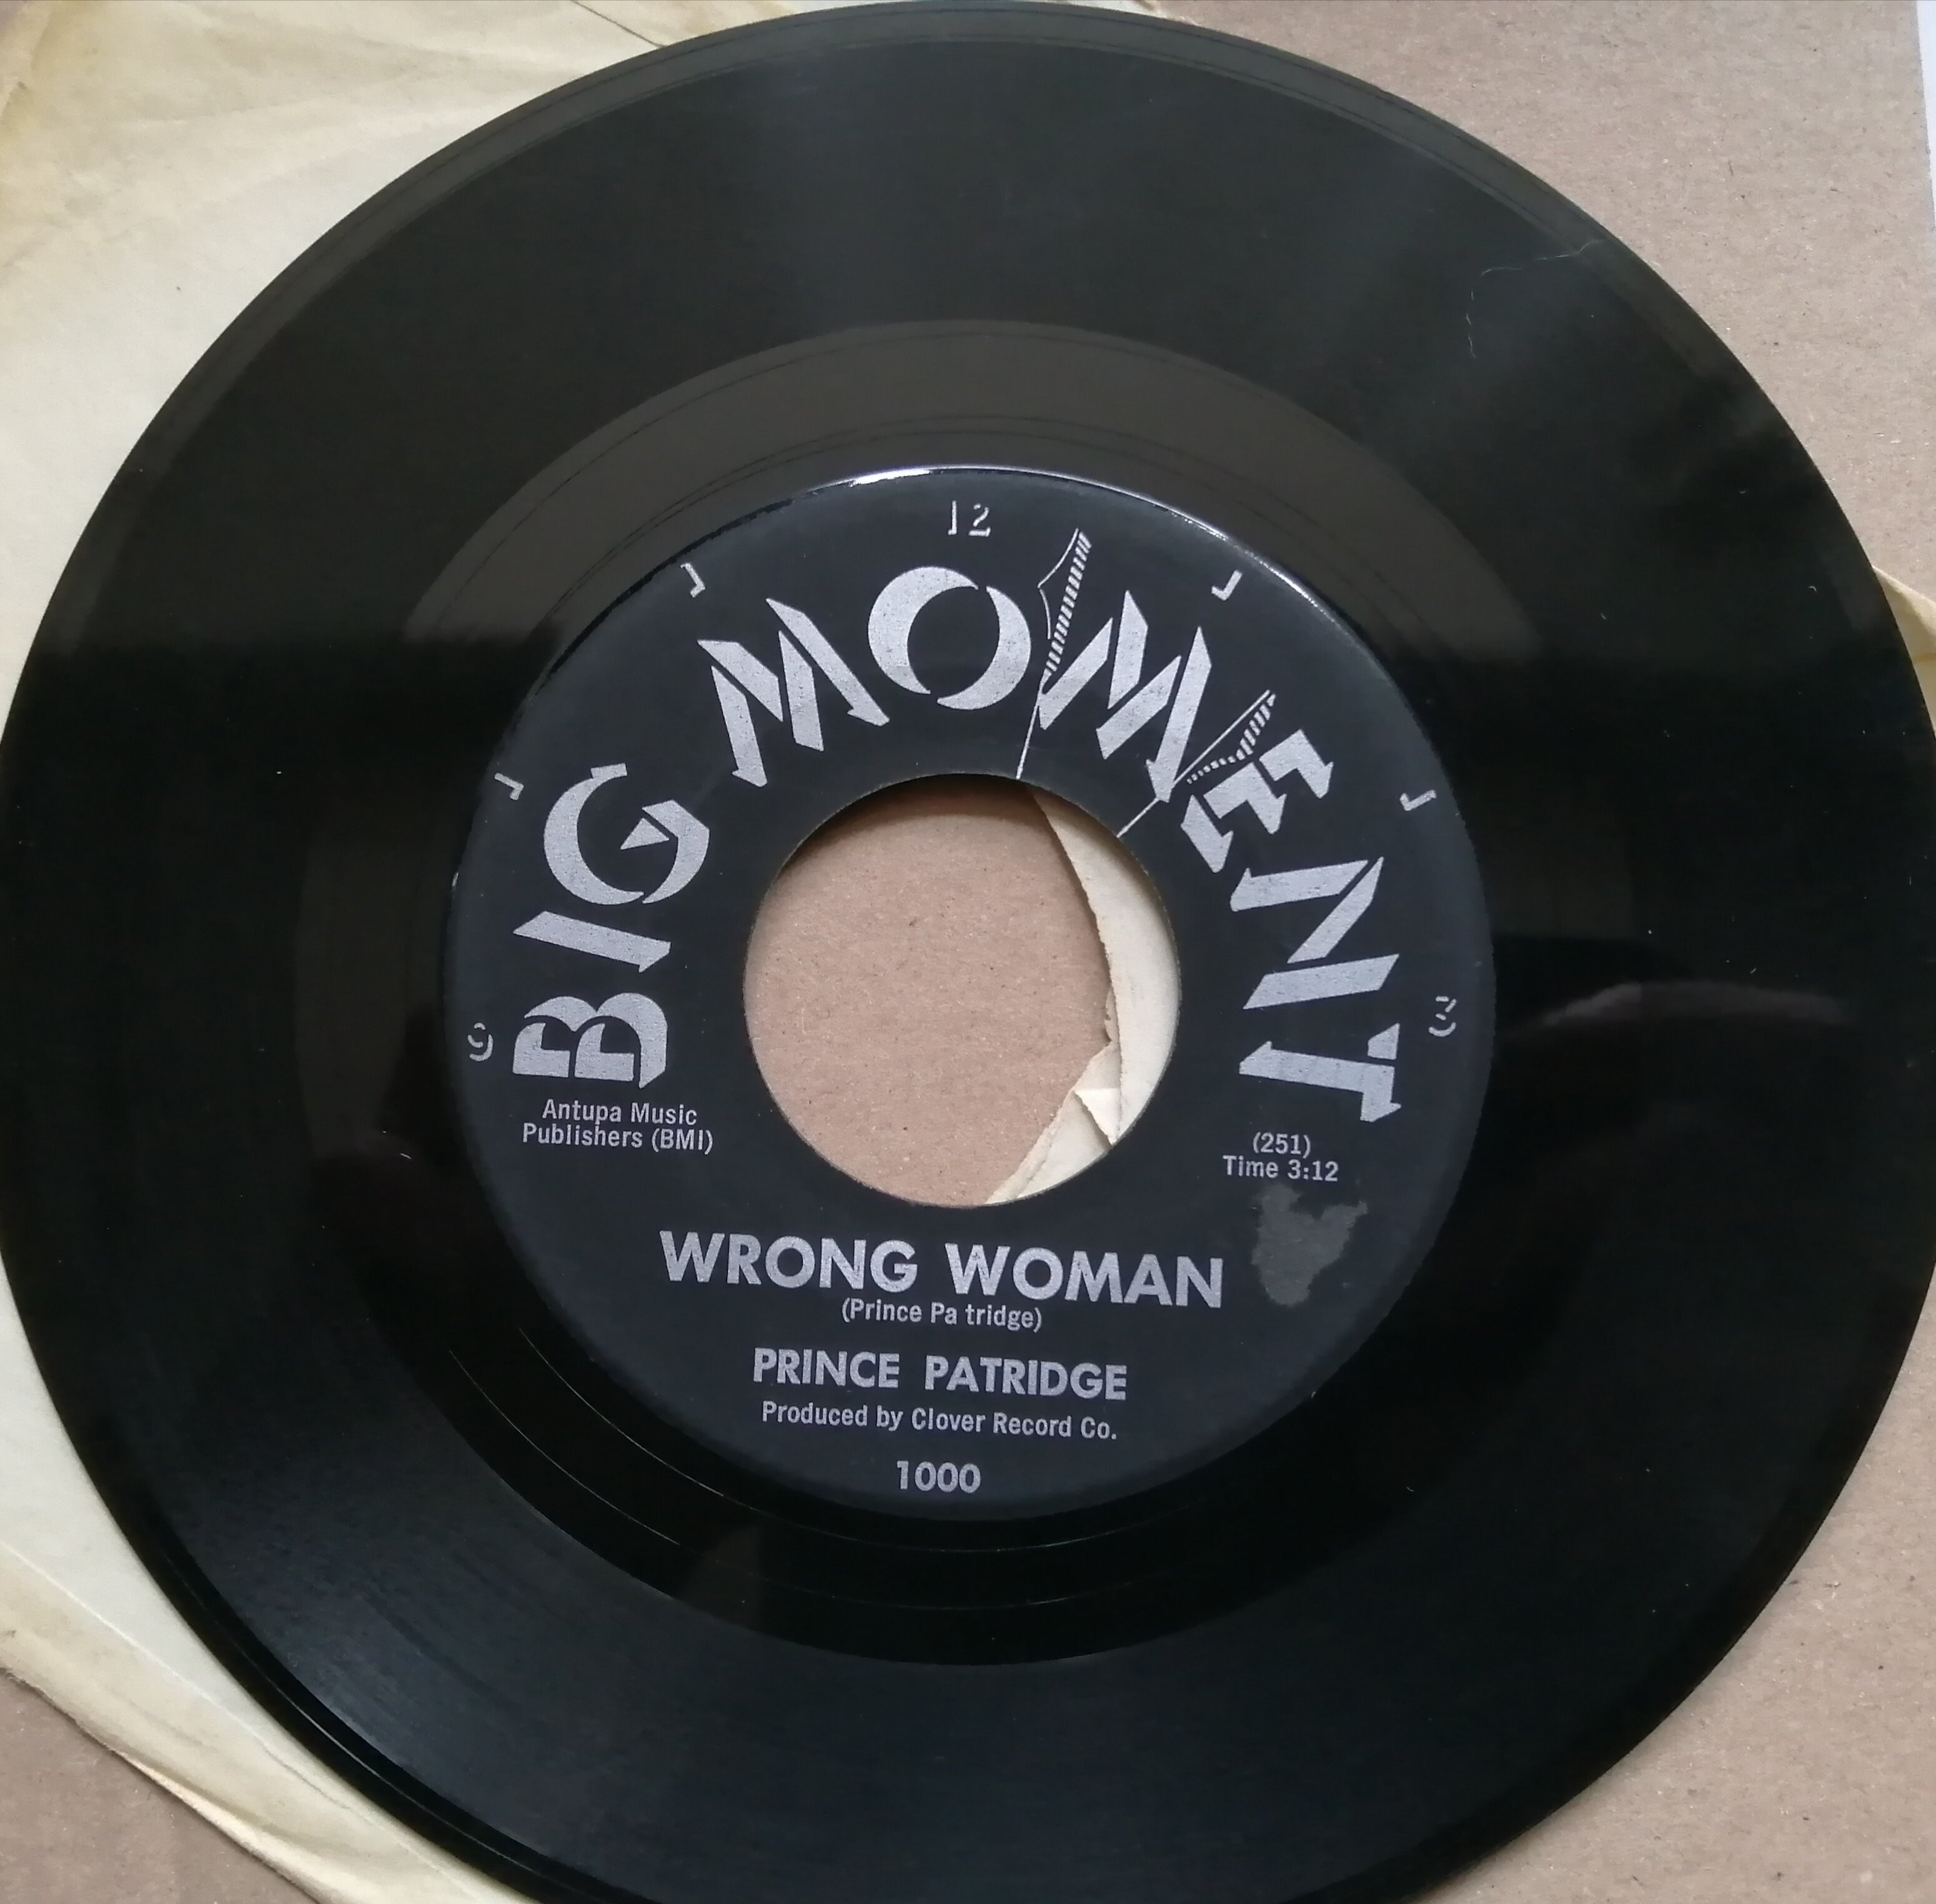 12
BIG MOMENT
9
3
Antupa Music
Publishers (BMI)
(251)
Time 3:12
WRONG WOMAN
(Prince Pa tridge)
PRINCE PATRIDGE
Produced by Clover Record Co.
1000